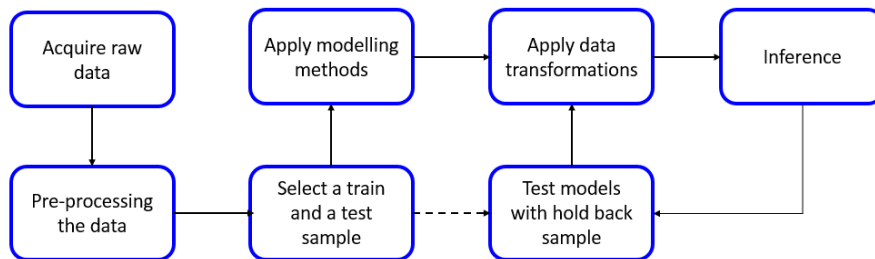 Acquire raw
data
Apply modelling
methods
Apply data
transformations
Inference
Pre-processing
the data
Select a train
and a test
sample
Test models
with hold back
sample